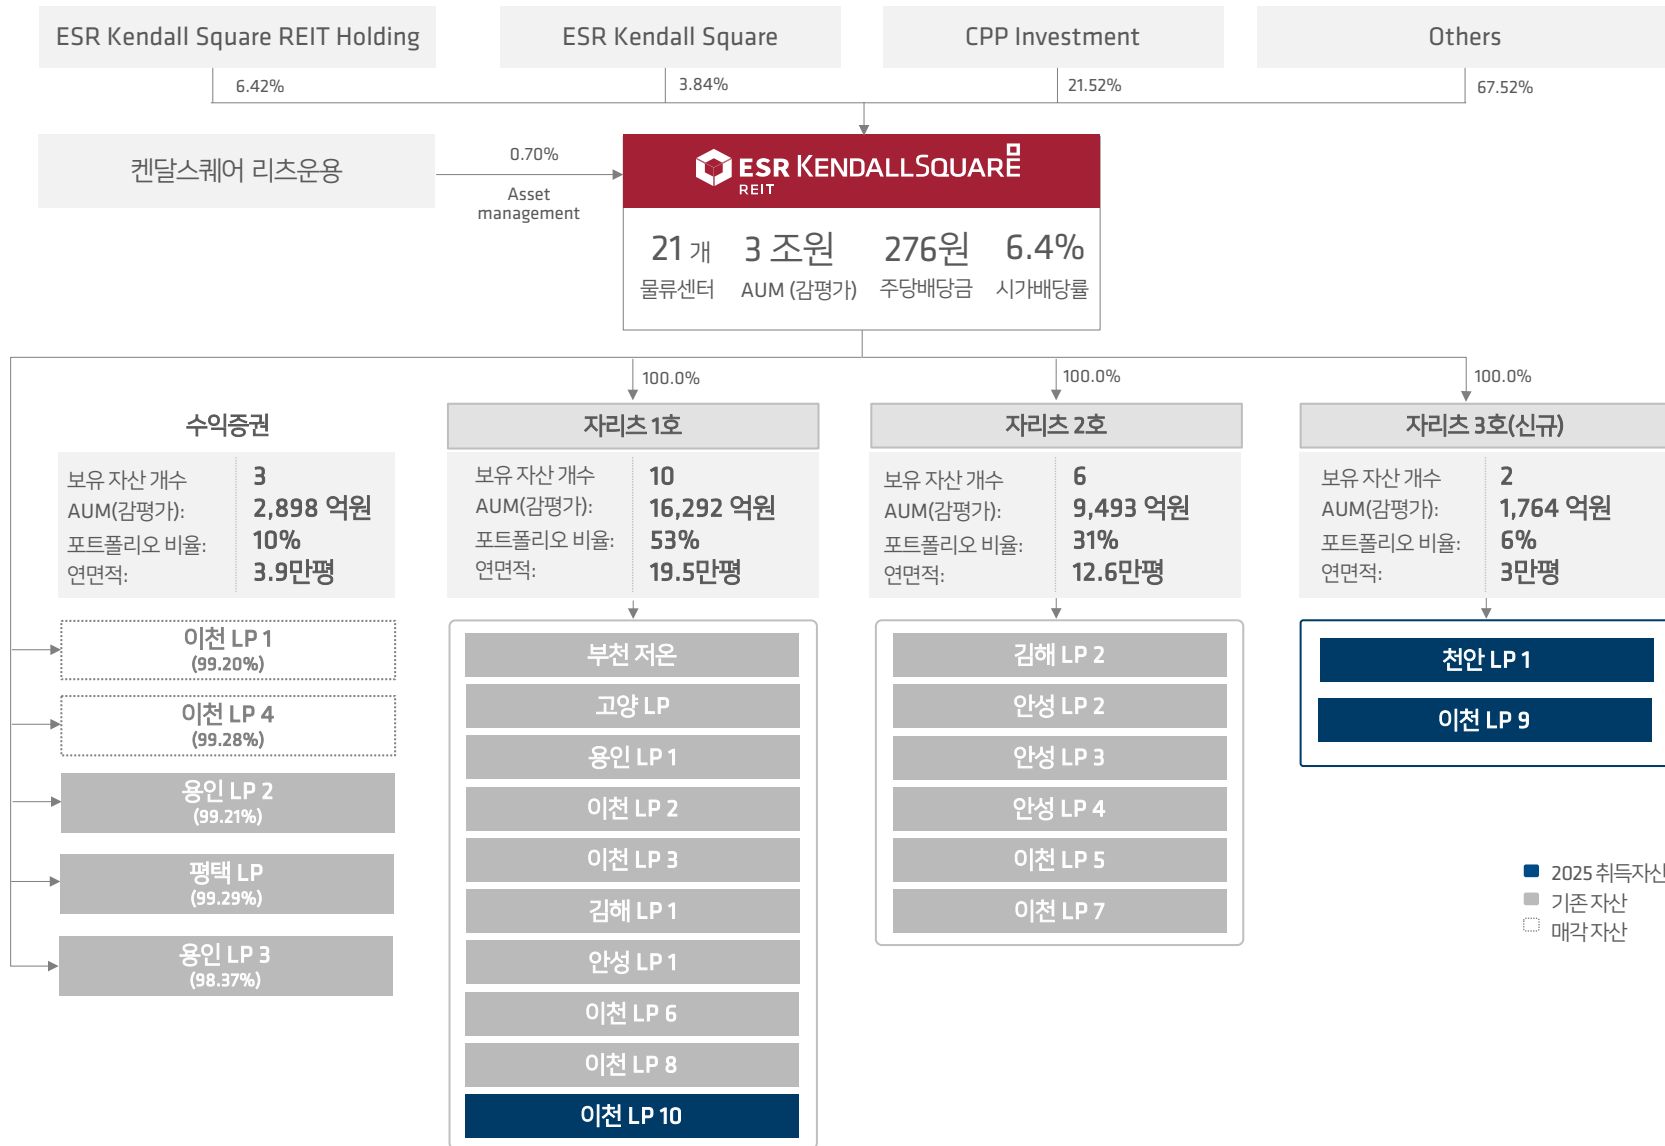 ESR Kendall Square REIT Holding
ESR Kendall Square
CPP Investment
Others
6.42%
3.84%
21.52%
67.52%
켄달스퀘어 리츠운용
0.70%
Asset
management
ESR KENDALLSQUARE
REIT
21 개
물류센터
3 조원
AUM (감평가)
276원
주당배당금
6.4%
시가배당률
100.0%
100.0%
100.0%
수익증권
보유 자산 개수 3
AUM(감평가): 2,898 억원
포트폴리오 비율: 10%
연면적: 3.9만평
이천 LP 1
(99.20%)
이천 LP 4
(99.28%)
용인 LP 2
(99.21%)
평택 LP
(99.29%)
용인 LP 3
(98.37%)
자리츠 1호
보유 자산 개수 10
AUM(감평가): 16,292 억원
포트폴리오 비율: 53%
연면적: 19.5만평
부천 저온
고양 LP
용인 LP 1
이천 LP 2
이천 LP 3
김해 LP 1
안성 LP 1
이천 LP 6
이천 LP 8
이천 LP 10
자리츠 2호
보유 자산 개수 6
AUM(감평가): 9,493 억원
포트폴리오 비율: 31%
연면적: 12.6만평
김해 LP 2
안성 LP 2
안성 LP 3
안성 LP 4
이천 LP 5
이천 LP 7
자리츠 3호(신규)
보유 자산 개수 2
AUM(감평가): 1,764 억원
포트폴리오 비율: 6%
연면적: 3만평
천안 LP 1
이천 LP 9
2025 취득자산
기존 자산
매각 자산